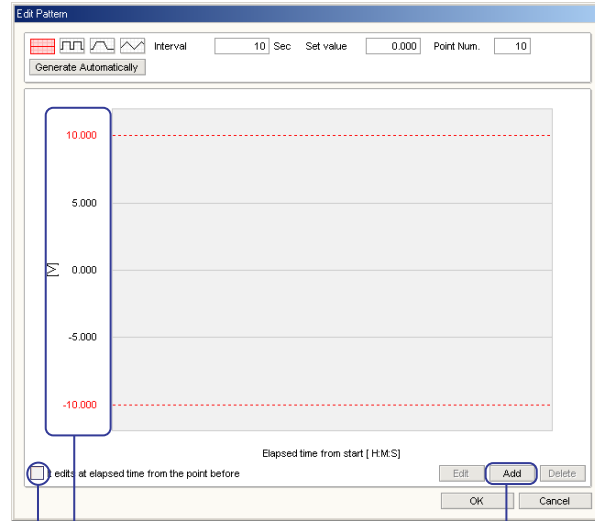 Edit Pattern
Interval 10 Sec Set value 0.000 Point Num. 10
Generate Automatically
10.000
5.000
[V]
0.000
-5.000
-10.000
Elapsed time from start [ H:M:S]
t edits at elapsed time from the point before
Edit Add Delete
OK Cancel